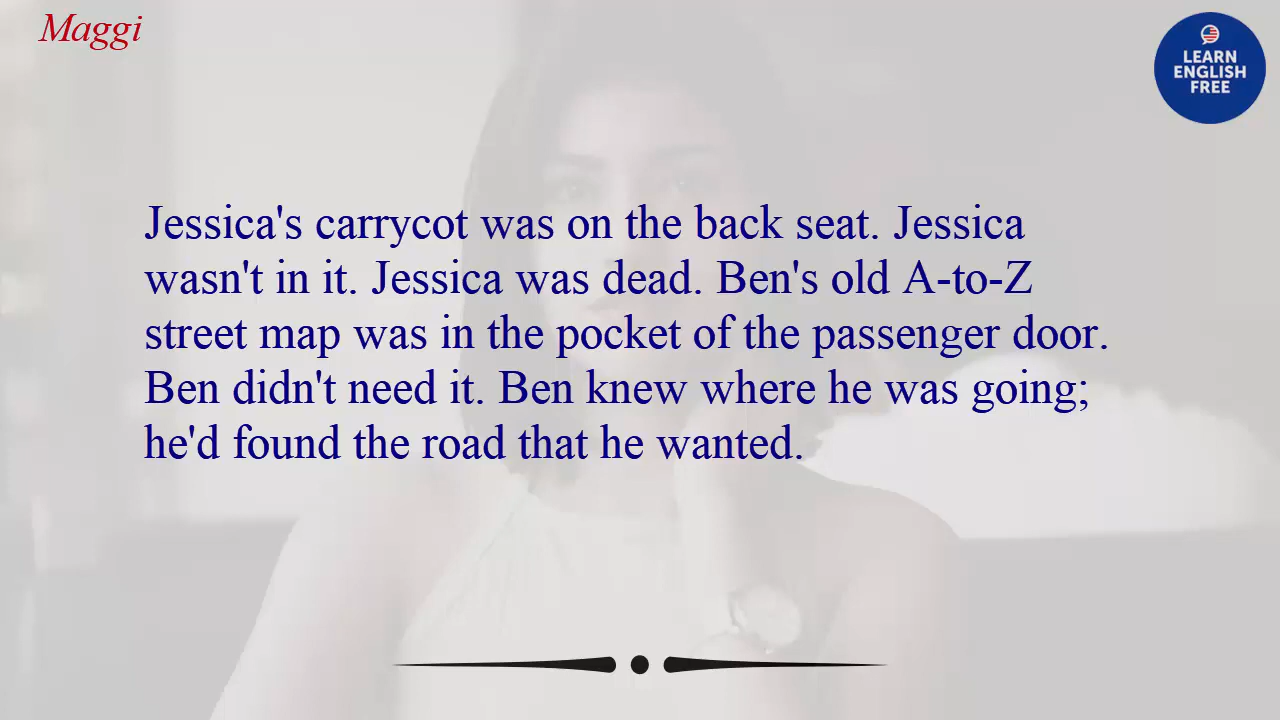 Maggi
LEARN
ENGLISH
FREE
Jessica's carrycot was on the back seat. Jessica
wasn't in it. Jessica was dead. Ben's old A-to-Z
street map was in the pocket of the passenger door.
Ben didn't need it. Ben knew where he was going;
he'd found the road that he wanted.